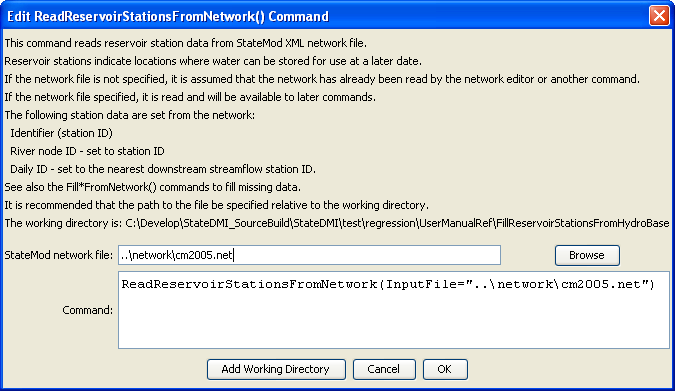 Edit ReadReservoirStationsFromNetwork() Command
This command reads reservoir station data from StateMod XML network file.
Reservoir stations indicate locations where water can be stored for use at a later date.
If the network file is not specified, it is assumed that the network has already been read by the network editor or another command.
If the network file specified, it is read and will be available to later commands.
The following station data are set from the network:
Identifier (station ID)
River node ID - set to station ID
Daily ID - set to the nearest downstream streamflow station ID.
See also the Fill*FromNetwork() commands to fill missing data.
It is recommended that the path to the file be specified relative to the working directory.
The working directory is: C:\Develop\StateDMI_SourceBuild\StateDMI\test\regression\UserManualRef\FillReservoirStationsFromHydroBase
StateMod network file: ..\network\cm2005.net Browse
ReadReservoirStationsFromNetwork(InputFile="..\network\cm2005.net")
Command:
Add Working Directory Cancel OK